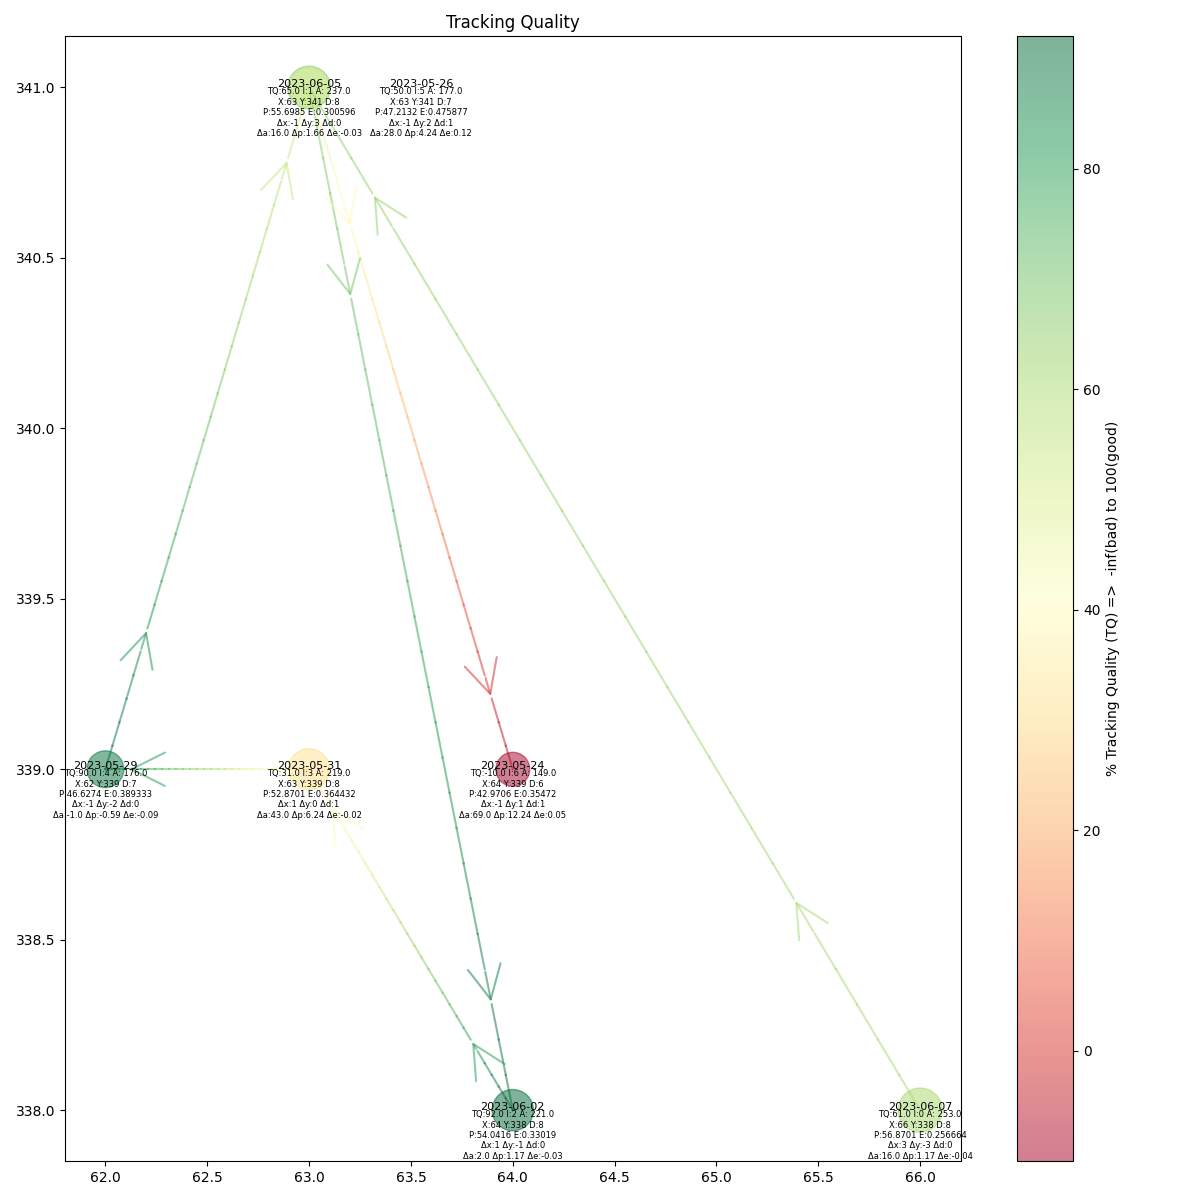 Tracking Quality
341.0
340.5
340.0
339.5
339.0
338.5
338.0
62.0
62.5
63.0
63.5
64.0
64.5
65.0
65.5
66.0
2023-06-05
TQ:65.0 I:1 A: 237.0
X:63 Y:341 D:8
P:55.6985 E:0.300596
Δx:-1 Δy:3 Δd:0
Δa:16.0 Δp:1.66 Δe:-0.03
2023-05-26
TQ:50.0 I:5 A: 177.0
X:63 Y:341 D:7
P:47.2132 E:0.475877
Δx:-1 Δy:2 Δd:1
Δa:28.0 Δp:4.24 Δe:0.12
2023-05-29
TQ:90.0 I:4 A: 176.0
X:62 Y:339 D:7
P:46.6274 E:0.389333
Δx:-1 Δy:-2 Δd:0
Δa:-1.0 Δp:-0.59 Δe:-0.09
2023-05-31
TQ:31.0 I:3 A: 219.0
X:63 Y:339 D:8
P:52.8701 E:0.364432
Δx:1 Δy:0 Δd:1
Δa:43.0 Δp:6.24 Δe:-0.02
2023-05-24
TQ:-10.0 I:6 A: 149.0
X:64 Y:339 D:6
P:42.9706 E:0.35472
Δx:-1 Δy:1 Δd:1
Δa:69.0 Δp:12.24 Δe:0.05
2023-06-02
TQ:92.0 I:2 A: 221.0
X:64 Y:338 D:8
P:54.0416 E:0.33019
Δx:1 Δy:-1 Δd:0
Δa:2.0 Δp:1.17 Δe:-0.03
2023-06-07
TQ:61.0 I:0 A: 253.0
X:66 Y:338 D:8
P:56.8701 E:0.256664
Δx:3 Δy:-3 Δd:0
Δa:16.0 Δp:1.17 Δe:-0.04
80
60
40
20
0
% Tracking Quality (TQ) => -inf(bad) to 100(good)